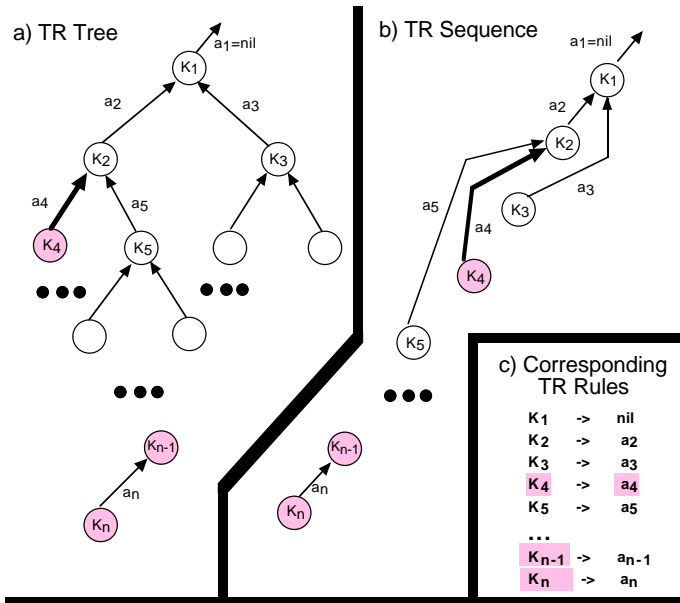 a) TR Tree
a1=nil
K1
a2
a3
K2
K3
a4
a5
K4
K5
Kn-1
an
Kn
b) TR Sequence
a1=nil
K1
a2
K2
a3
a5
K3
a4
K4
K5
Kn-1
an
Kn
c) Corresponding
TR Rules
K1 -> nil
K2 -> a2
K3 -> a3
K4 -> a4
K5 -> a5
...
Kn-1 -> an-1
Kn -> an